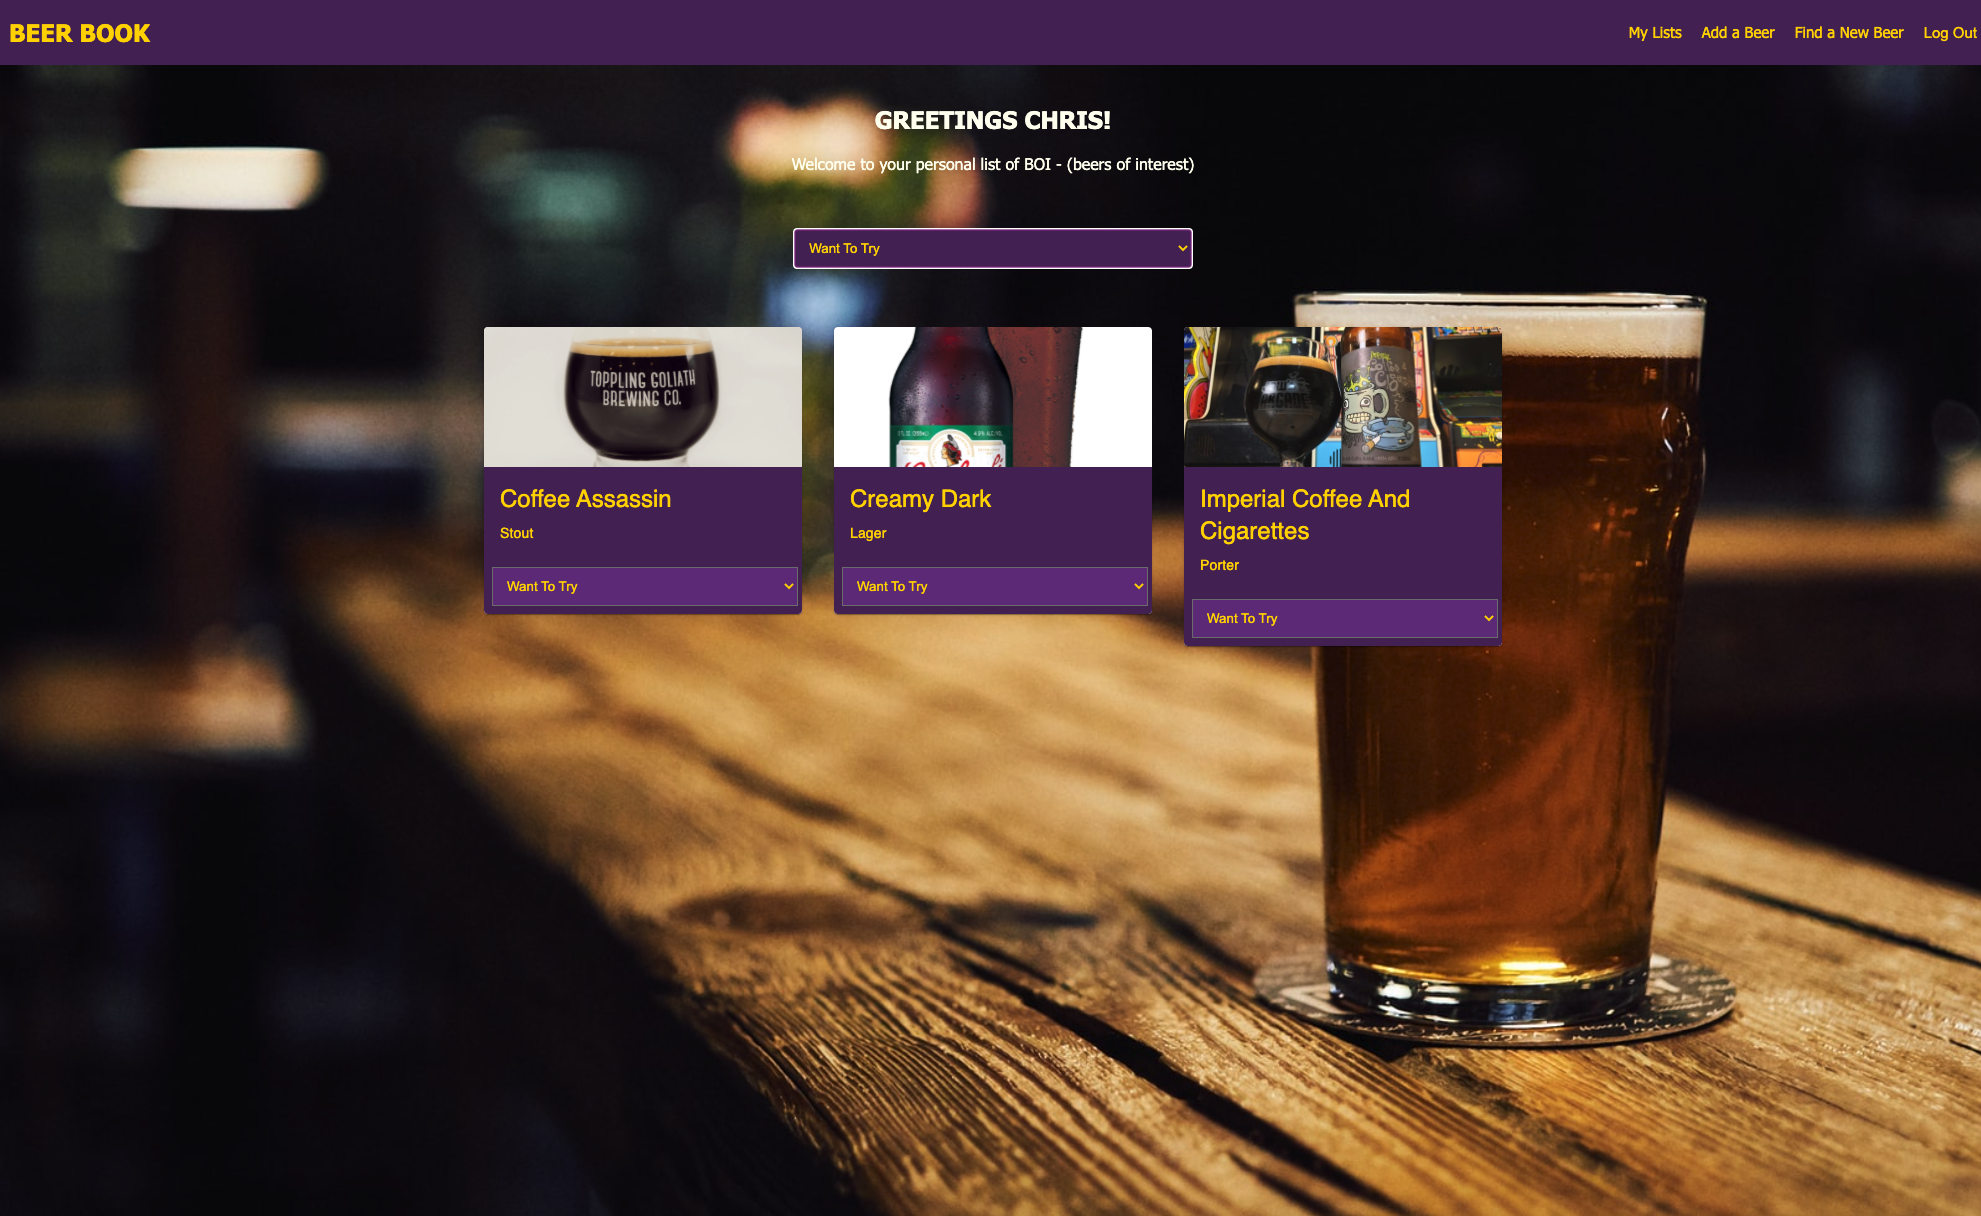 BEER BOOK
My Lists
Add a Beer
Find a New Beer
Log Out
GREETINGS CHRIS!
Welcome to your personal list of BOI - (beers of interest)
Want To Try
TOPPLING GOLIATH
BREWING CO.
Coffee Assassin
Stout
Want To Try
Creamy Dark
Lager
Want To Try
Imperial Coffee And
Cigarettes
Porter
Want To Try